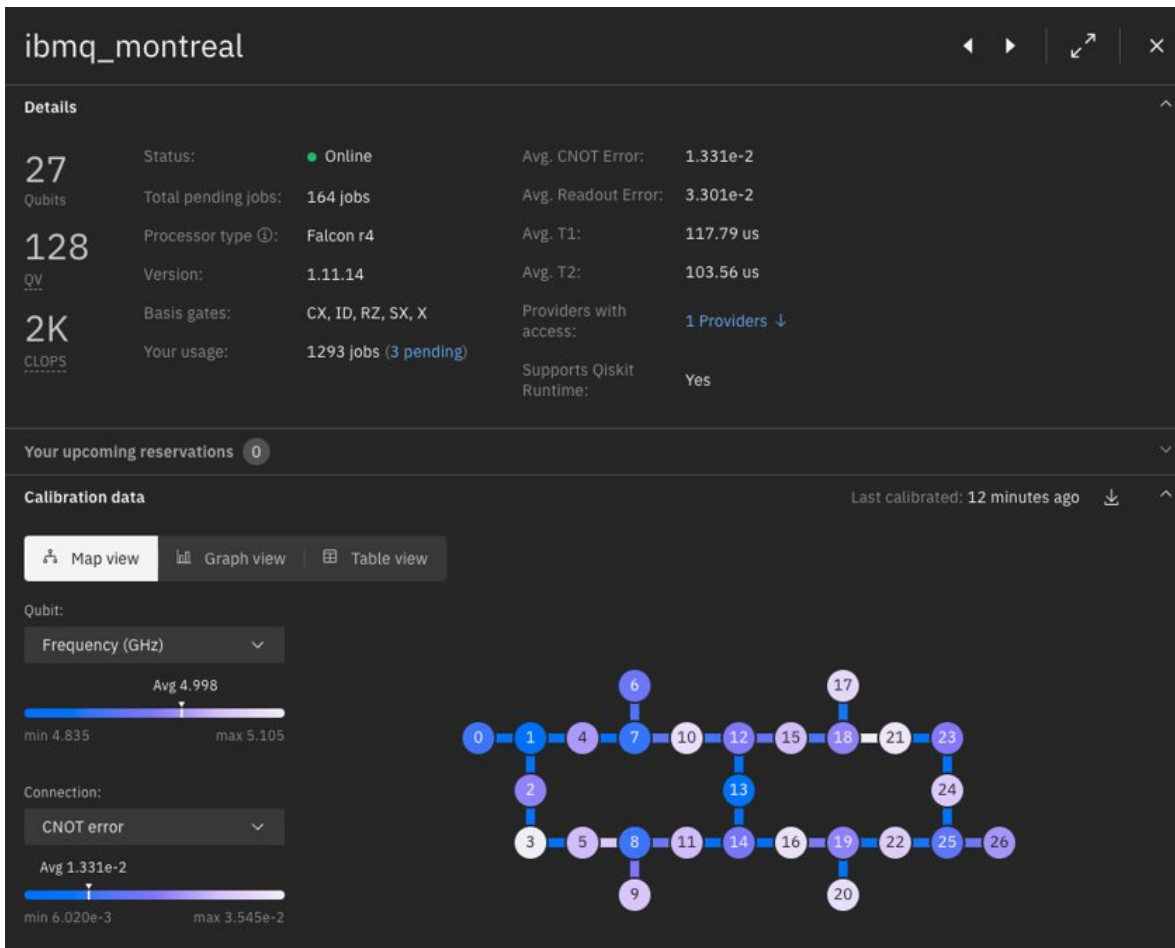 ibmq_montreal
Details
27
Qubits
128
QV
2K
CLOPS
Status: Online
Total pending jobs: 164 jobs
Processor type ⓘ: Falcon r4
Version: 1.11.14
Basis gates: CX, ID, RZ, SX, X
Your usage: 1293 jobs (3 pending)
Avg. CNOT Error: 1.331e-2
Avg. Readout Error: 3.301e-2
Avg. T1: 117.79 us
Avg. T2: 103.56 us
Providers with
access: 1 Providers ↓
Supports Qiskit
Runtime: Yes
Your upcoming reservations 0
Calibration data Last calibrated: 12 minutes ago
Map view Graph view Table view
Qubit:
Frequency (GHz)
Avg 4.998
min 4.835 max 5.105
Connection:
CNOT error
Avg 1.331e-2
min 6.020e-3 max 3.545e-2
6 17
0 1 4 7 10 12 15 18 21 23
2 13 24
3 5 8 11 14 16 19 22 25 26
9 20